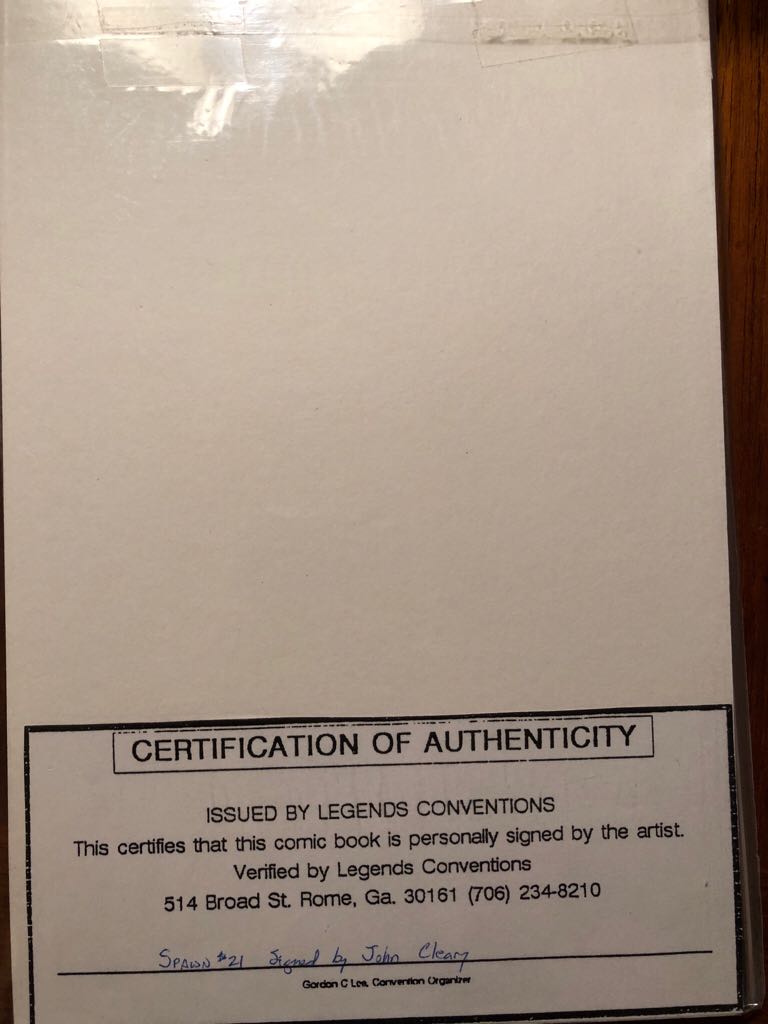 CERTIFICATION OF AUTHENTICITY
ISSUED BY LEGENDS CONVENTIONS
This certifies that this comic book is personally signed by the artist.
Verified by Legends Conventions
514 Broad St. Rome, Ga. 30161 (706) 234-8210
SPAWN #21 Signed by John Cleary
Gordon C Lee, Convention Organizer